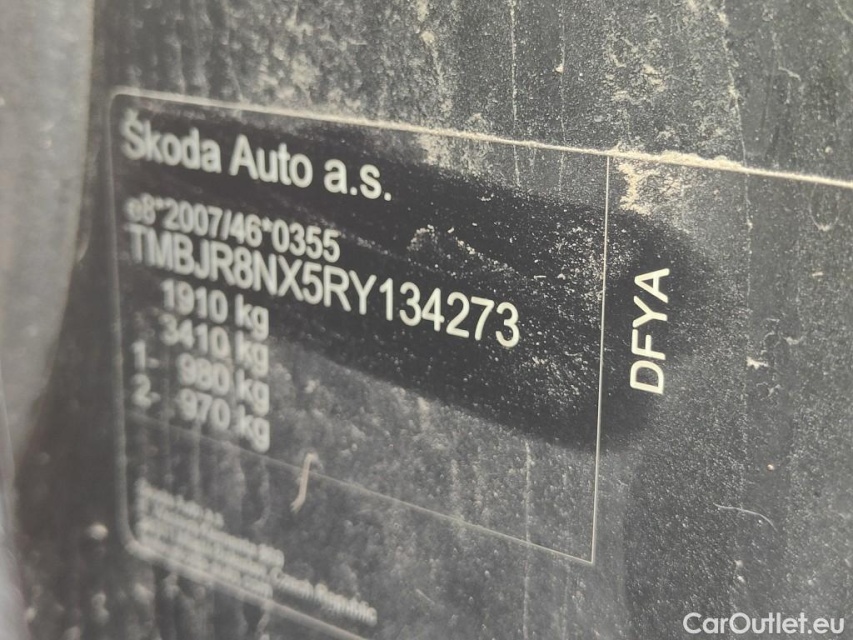 Škoda Auto a.s.
e8*2007/46*0355
TMBJR8NX5RY134273
1910 kg
3410 kg
1- 980 kg
2- 970 kg
DFYA
CarOutlet.eu